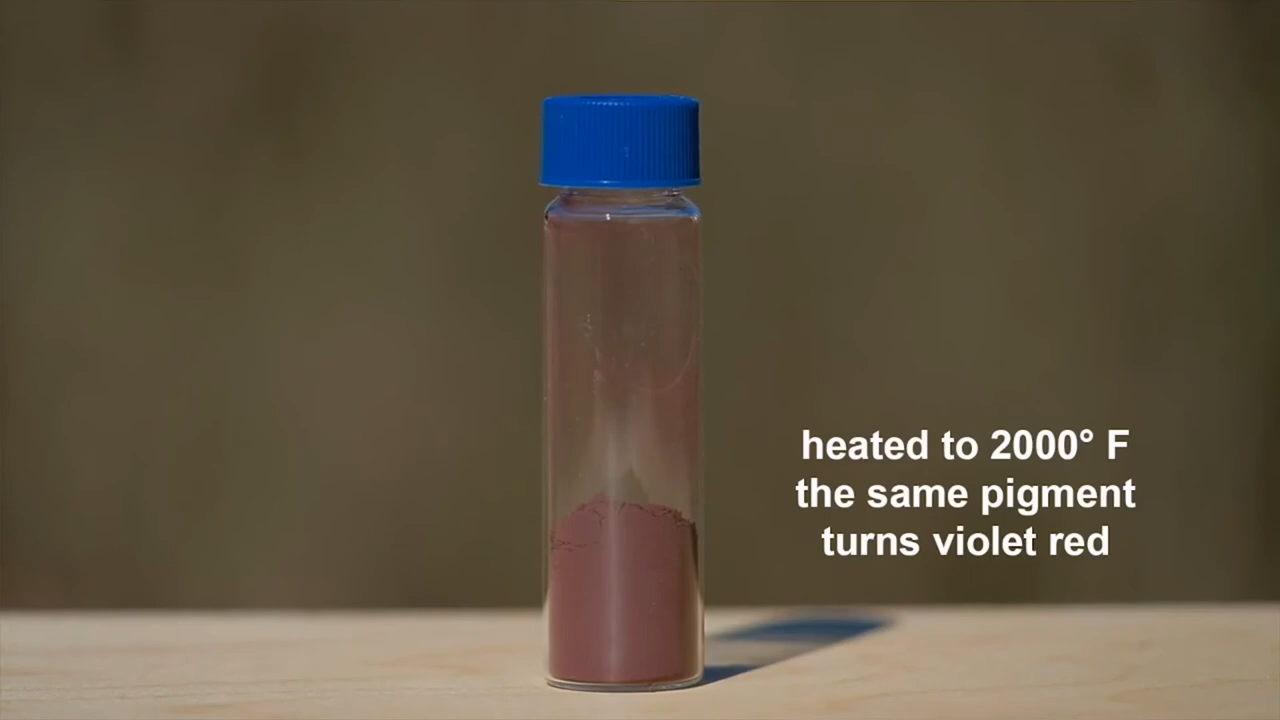 heated to 2000° F
the same pigment
turns violet red